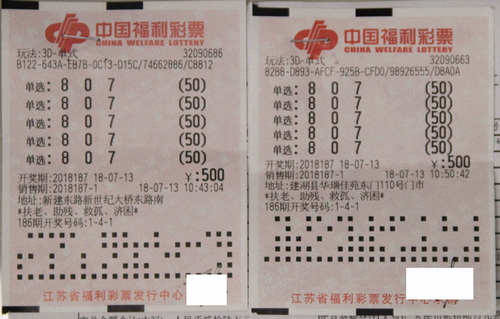 中国福利彩票
CHINA WELFARE LOTTERY
玩法:3D-单式 32090686
B122-643A-EB7B-0C13-D15C/74662886/C8B12
单选: 8 0 7 (50)
单选: 8 0 7 (50)
单选: 8 0 7 (50)
单选: 8 0 7 (50)
单选: 8 0 7 (50)
开奖期:2018187 18-07-13 ¥:500
销售期:2018187-1 18-07-13 10:43:04
地址:新建东路新世纪大桥东路南
*扶老、助残、救孤、济困*
186期开奖号码:1-4-1
江苏省福利彩票发行中心
中国福利彩票
CHINA WELFARE LOTTERY
玩法:3D-单式 32090663
8288-D893-AFCF-925B-CFD0/98926555/D8A0A
单选: 8 0 7 (50)
单选: 8 0 7 (50)
单选: 8 0 7 (50)
单选: 8 0 7 (50)
单选: 8 0 7 (50)
开奖期:2018187 18-07-13 ¥:500
销售期:2018187-1 18-07-13 10:50:42
地址:建湖县华瑞佳苑东门110号门市
*扶老、助残、救孤、济困*
186期开奖号码:1-4-1
江苏省福利彩票发行中心